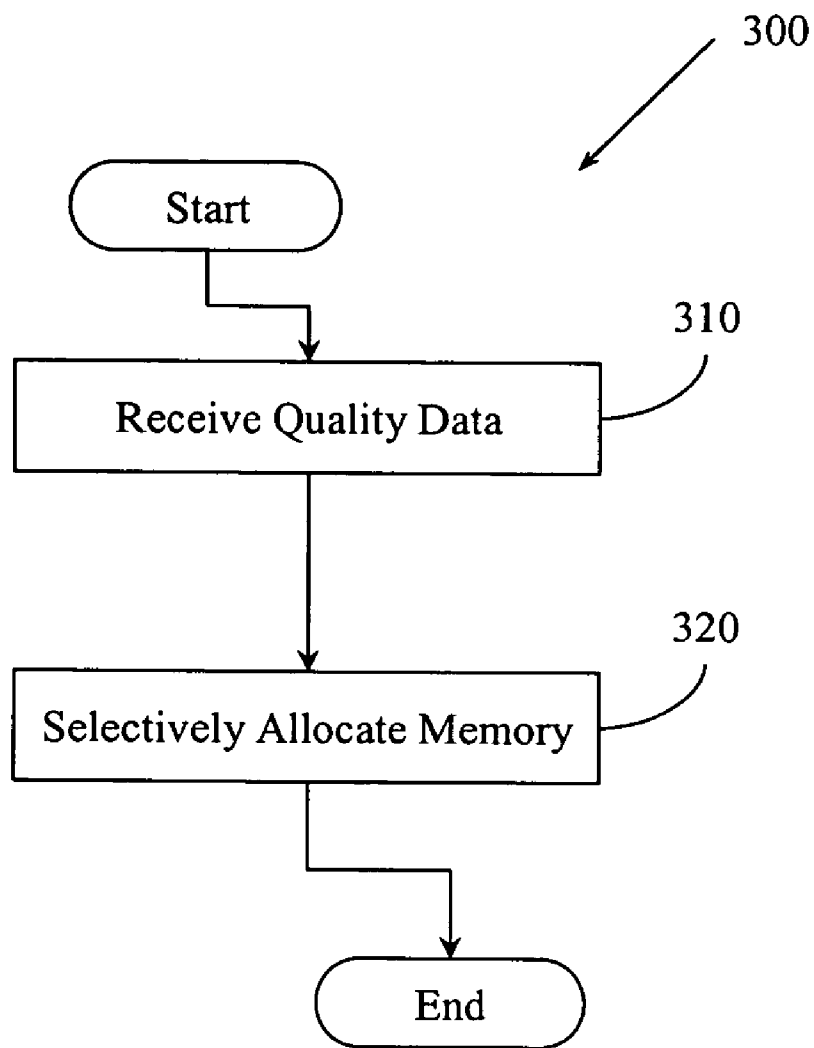 300
Start
310
Receive Quality Data
320
Selectively Allocate Memory
End